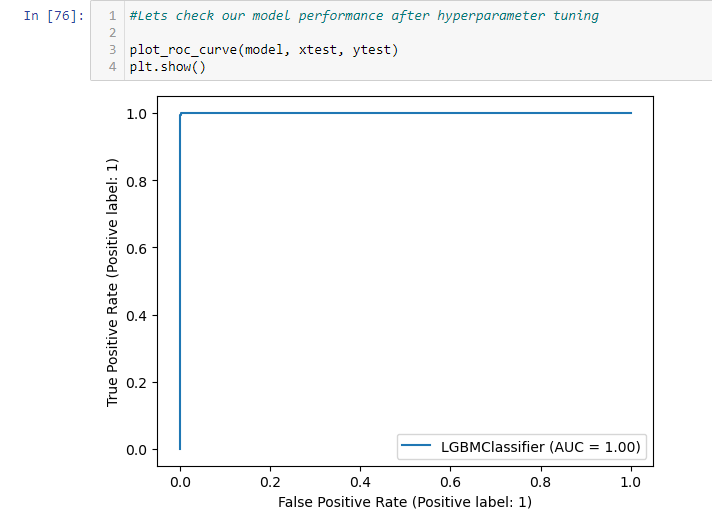 In [76]:
1 #Lets check our model performance after hyperparameter tuning
2
3 plot_roc_curve(model, xtest, ytest)
4 plt.show()
1.0
0.8
0.6
0.4
0.2
0.0
True Positive Rate (Positive label: 1)
LGBMClassifier (AUC = 1.00)
0.0 0.2 0.4 0.6 0.8 1.0
False Positive Rate (Positive label: 1)